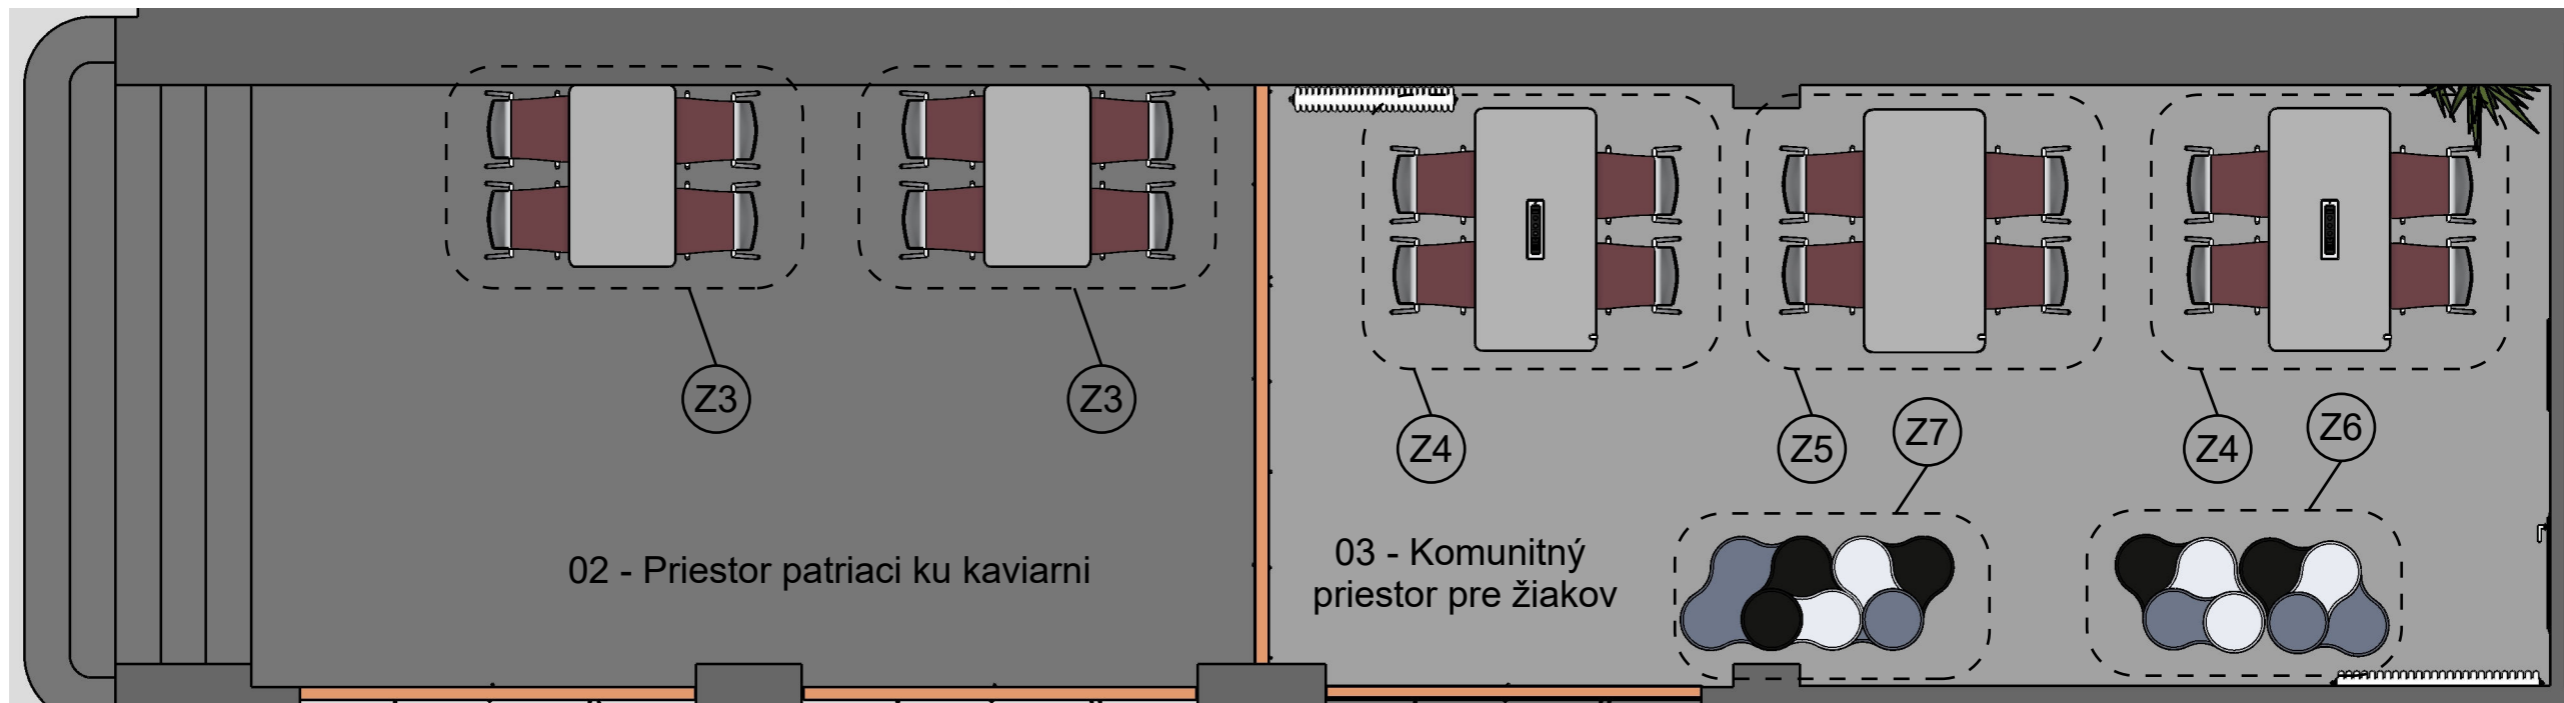 Z3
Z3
Z4
Z5
Z7
Z4
Z6
02 - Priestor patriaci ku kaviarni
03 - Komunitný
priestor pre žiakov